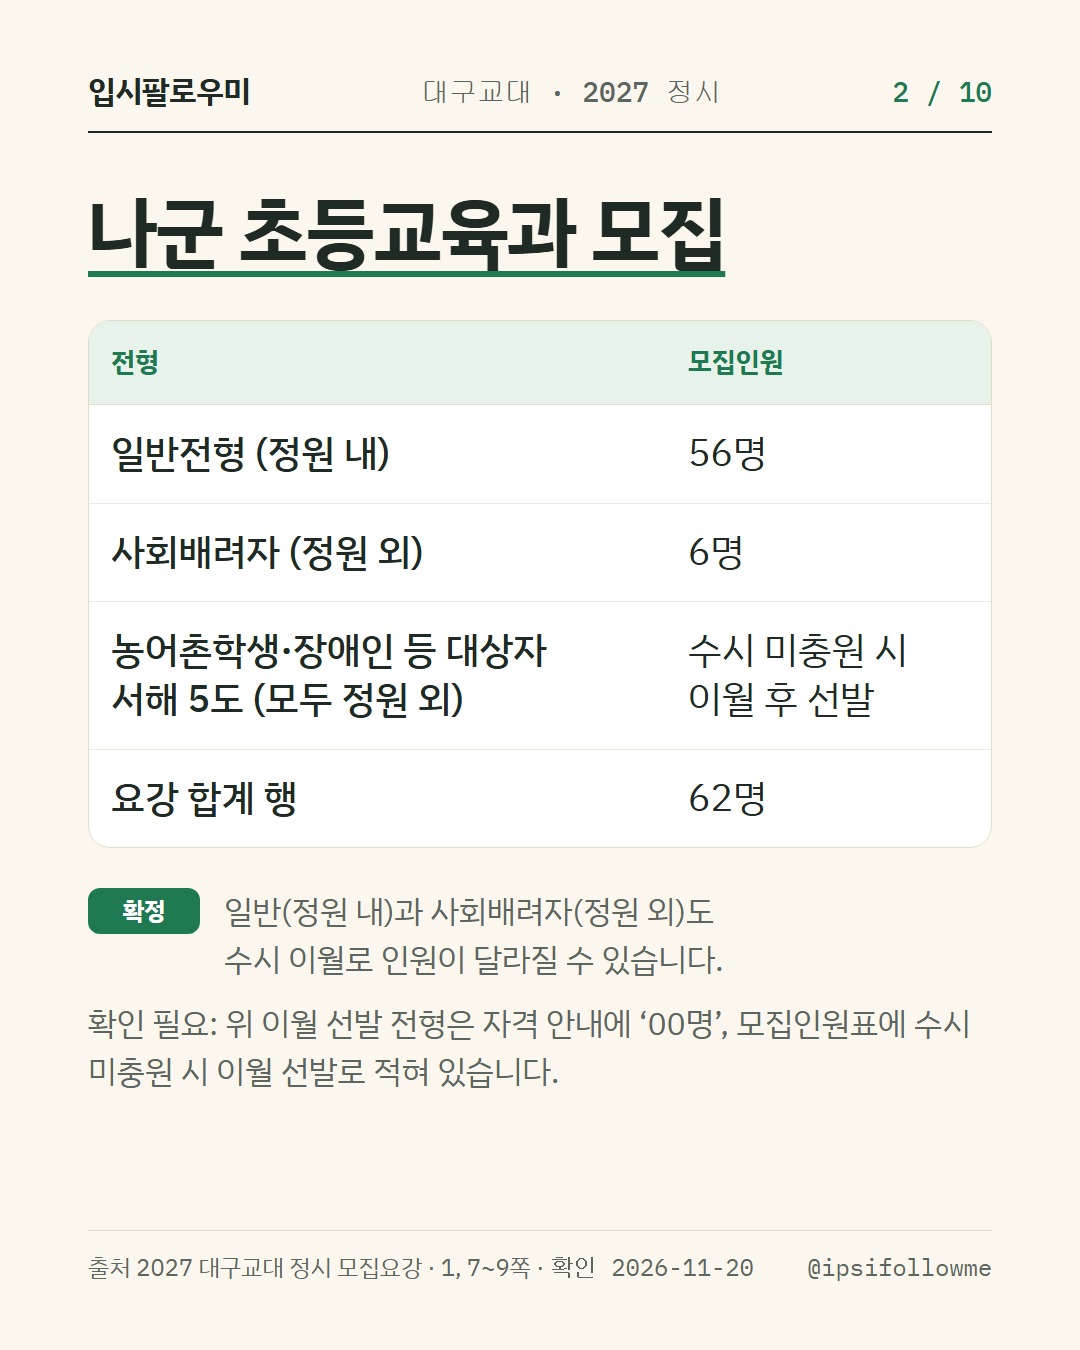 입시팔로우미
대구교대 · 2027 정시
2 / 10
나군 초등교육과 모집
전형 모집인원
일반전형 (정원 내) 56명
사회배려자 (정원 외) 6명
농어촌학생·장애인 등 대상자
서해 5도 (모두 정원 외)
수시 미충원 시
이월 후 선발
요강 합계 행 62명
확정
일반(정원 내)과 사회배려자(정원 외)도
수시 이월로 인원이 달라질 수 있습니다.
확인 필요: 위 이월 선발 전형은 자격 안내에 ‘00명’, 모집인원표에 수시
미충원 시 이월 선발로 적혀 있습니다.
출처 2027 대구교대 정시 모집요강 · 1, 7~9쪽 · 확인 2026-11-20
@ipsifollowme